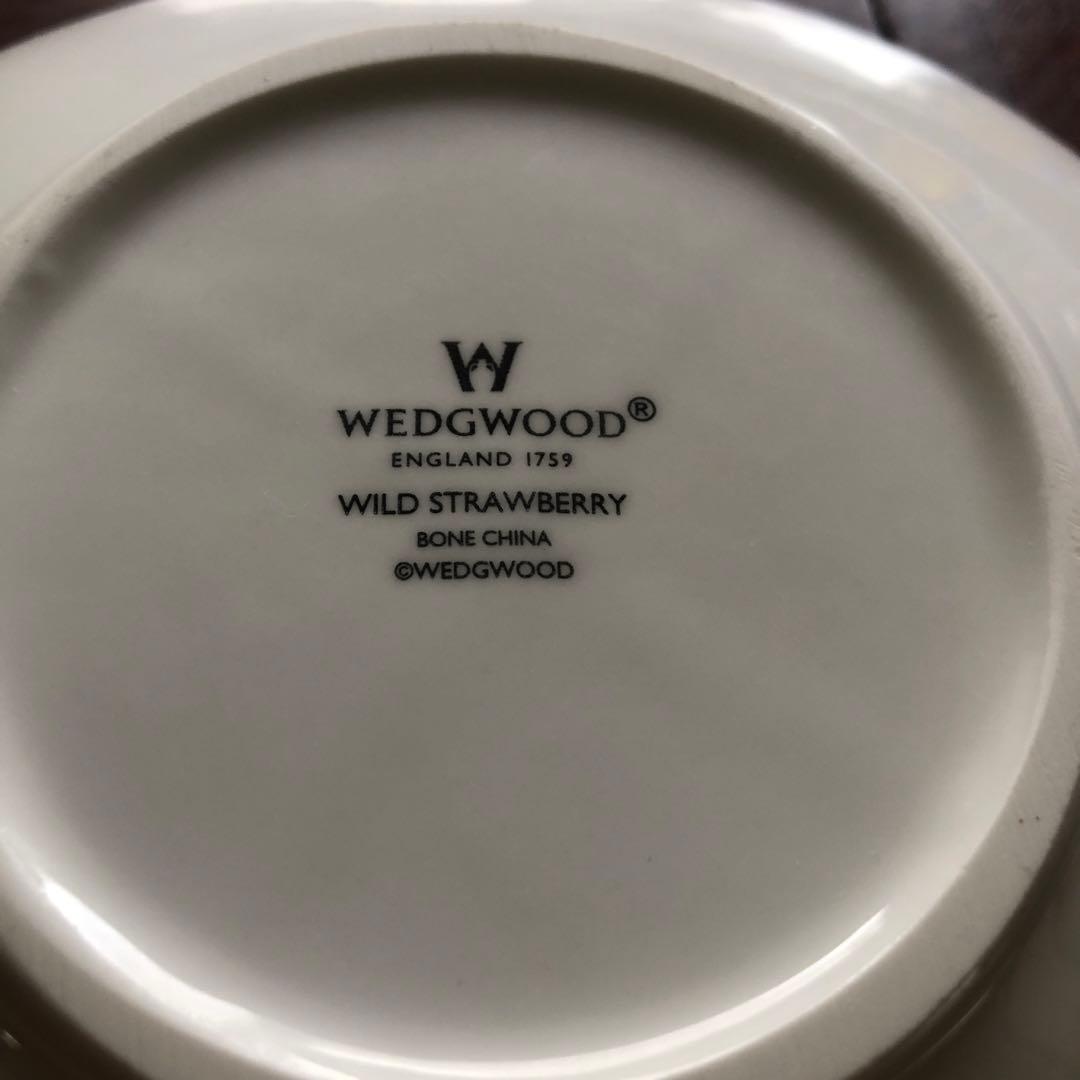 W
WEDGWOOD®
ENGLAND 1759
WILD STRAWBERRY
BONE CHINA
©WEDGWOOD